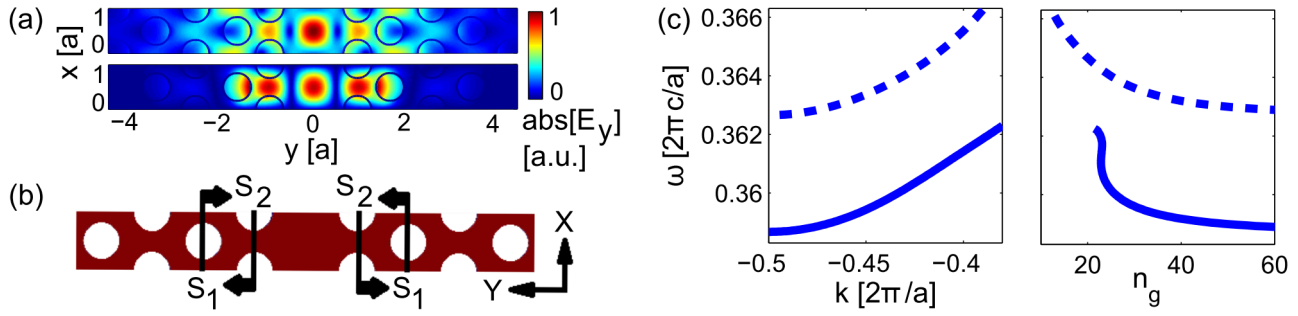 (a)
x [a]
1
0
1
0
−4
−2
0
2
4
y [a]
1
0
abs[E_y]
[a.u.]
(b)
S_2
S_2
S_1
S_1
X
Y
(c)
ω [2π c/a]
0.366
0.364
0.362
0.36
−0.5
−0.45
−0.4
k [2π/a]
20
40
60
n_g